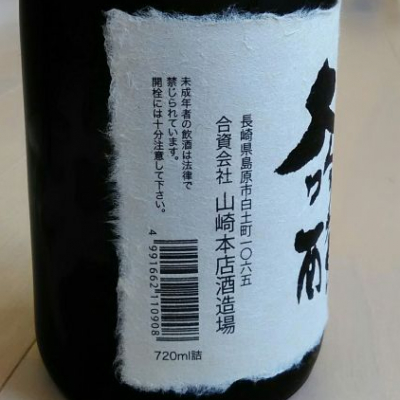 長崎県島原市白土町一〇六五
合資会社 山崎本店酒造場
未成年者の飲酒は法律で
禁じられています。
開栓には十分注意して下さい。
4 991662 110908
720ml詰